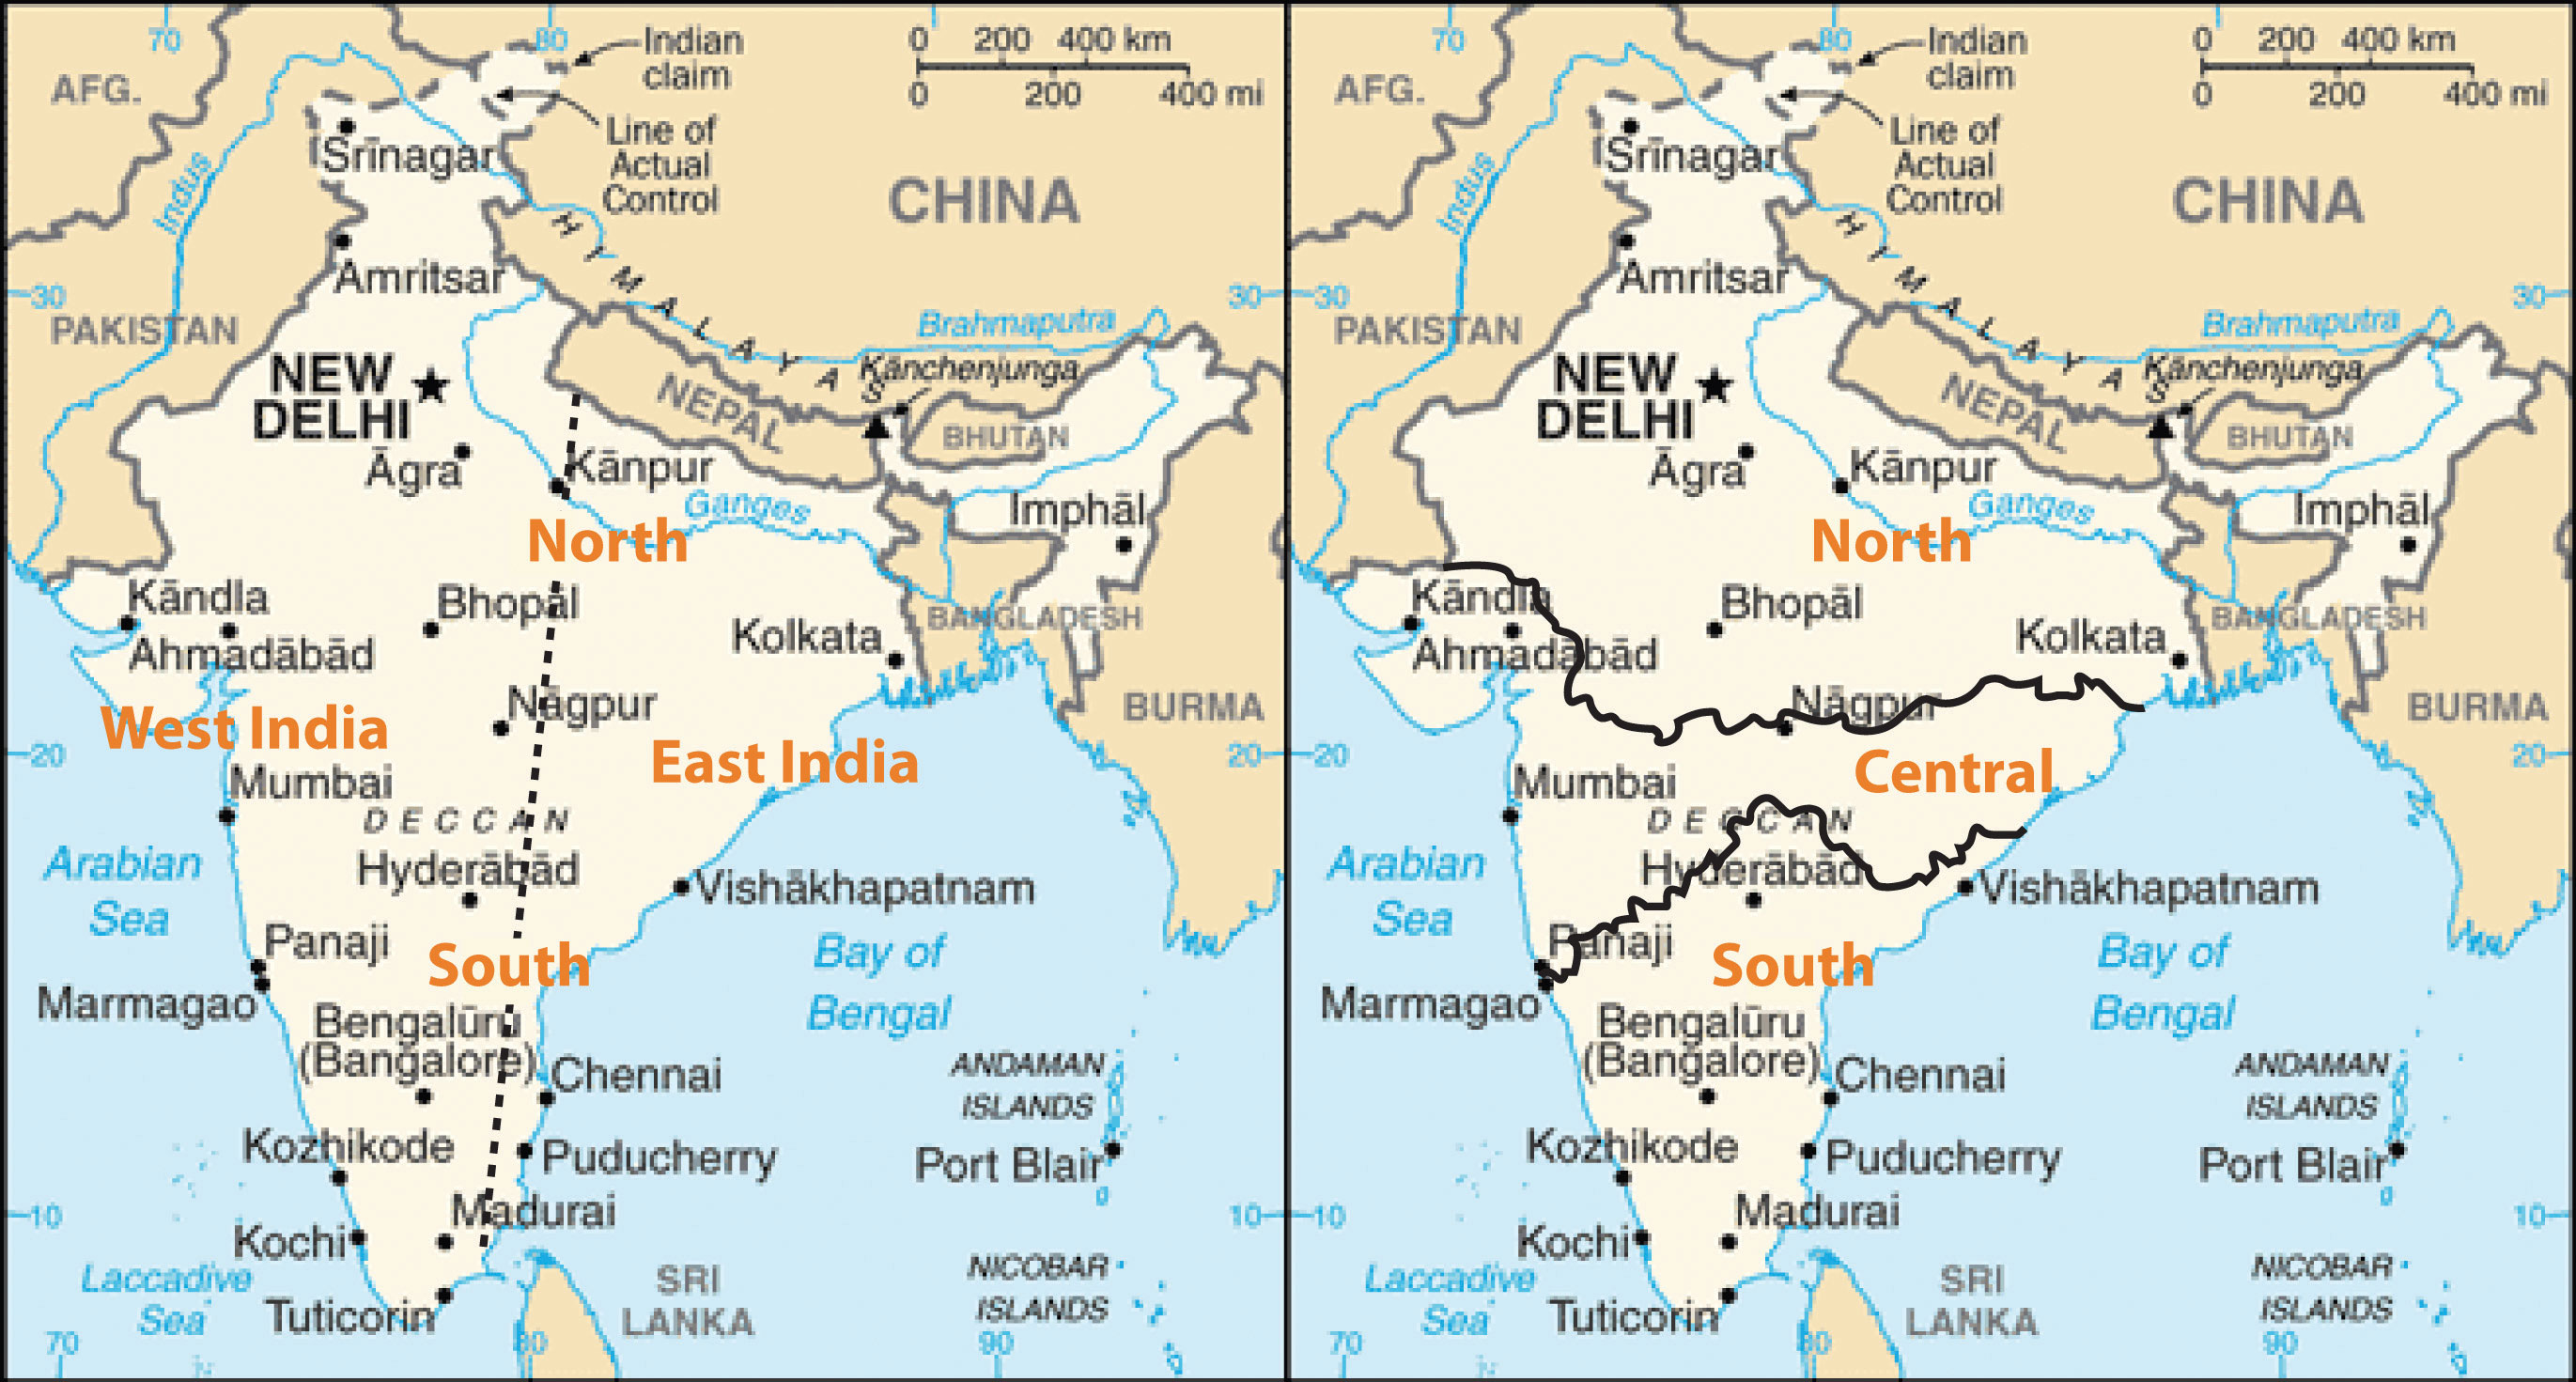 70
80
Indian
claim
0 200 400 km
0 200 400 mi
AFG.
Line of
Actual
Control
Srīnagar
Indus
CHINA
H Y M A L A Y A S
Amritsar
30
30
PAKISTAN
Brahmaputra
NEW
DELHI
Kānchenjunga
NEPAL
BHUTAN
Āgra
Kānpur
Ganges
Imphāl
North
Kāndla
Bhopāl
BANGLADESH
Kolkata
Ahmadābād
Nāgpur
BURMA
West India
East India
20
20
Mumbai
DECCAN
Arabian
Sea
Hyderābād
Vishākhapatnam
Panaji
South
Bay of
Bengal
Marmagao
Bengalūru
(Bangalore)
Chennai
ANDAMAN
ISLANDS
Kozhikode
Puducherry
Port Blair
Madurai
10
10
Kochi
Laccadive
Sea
SRI
LANKA
NICOBAR
ISLANDS
Tuticorin
70
80
90
70
80
Indian
claim
0 200 400 km
0 200 400 mi
AFG.
Line of
Actual
Control
Srīnagar
Indus
CHINA
H Y M A L A Y A S
Amritsar
30
30
PAKISTAN
Brahmaputra
NEW
DELHI
Kānchenjunga
NEPAL
BHUTAN
Āgra
Kānpur
Ganges
Imphāl
North
Kāndla
Bhopāl
BANGLADESH
Kolkata
Ahmadābād
Nāgpur
BURMA
20
20
Central
Mumbai
DECCAN
Arabian
Sea
Hyderābād
Vishākhapatnam
Panaji
South
Bay of
Bengal
Marmagao
Bengalūru
(Bangalore)
Chennai
ANDAMAN
ISLANDS
Kozhikode
Puducherry
Port Blair
Madurai
10
10
Kochi
Laccadive
Sea
SRI
LANKA
NICOBAR
ISLANDS
Tuticorin
70
80
90